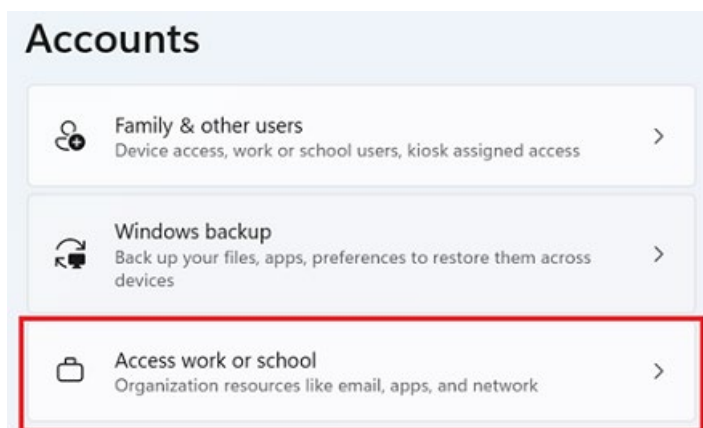 Accounts
Family & other users
Device access, work or school users, kiosk assigned access
Windows backup
Back up your files, apps, preferences to restore them across
devices
Access work or school
Organization resources like email, apps, and network